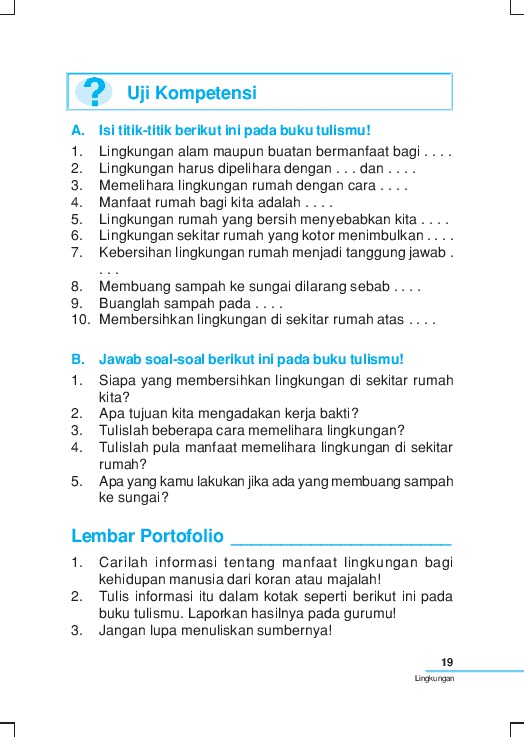 ?
Uji Kompetensi
A. Isi titik-titik berikut ini pada buku tulismu!
1. Lingkungan alam maupun buatan bermanfaat bagi . . . .
2. Lingkungan harus dipelihara dengan . . . dan . . . .
3. Memelihara lingkungan rumah dengan cara . . . .
4. Manfaat rumah bagi kita adalah . . . .
5. Lingkungan rumah yang bersih menyebabkan kita . . . .
6. Lingkungan sekitar rumah yang kotor menimbulkan . . . .
7. Kebersihan lingkungan rumah menjadi tanggung jawab .
. . .
8. Membuang sampah ke sungai dilarang sebab . . . .
9. Buanglah sampah pada . . . .
10. Membersihkan lingkungan di sekitar rumah atas . . . .
B. Jawab soal-soal berikut ini pada buku tulismu!
1. Siapa yang membersihkan lingkungan di sekitar rumah
kita?
2. Apa tujuan kita mengadakan kerja bakti?
3. Tulislah beberapa cara memelihara lingkungan?
4. Tulislah pula manfaat memelihara lingkungan di sekitar
rumah?
5. Apa yang kamu lakukan jika ada yang membuang sampah
ke sungai?
Lembar Portofolio ______________________
1. Carilah informasi tentang manfaat lingkungan bagi
kehidupan manusia dari koran atau majalah!
2. Tulis informasi itu dalam kotak seperti berikut ini pada
buku tulismu. Laporkan hasilnya pada gurumu!
3. Jangan lupa menuliskan sumbernya!
19
Lingkungan